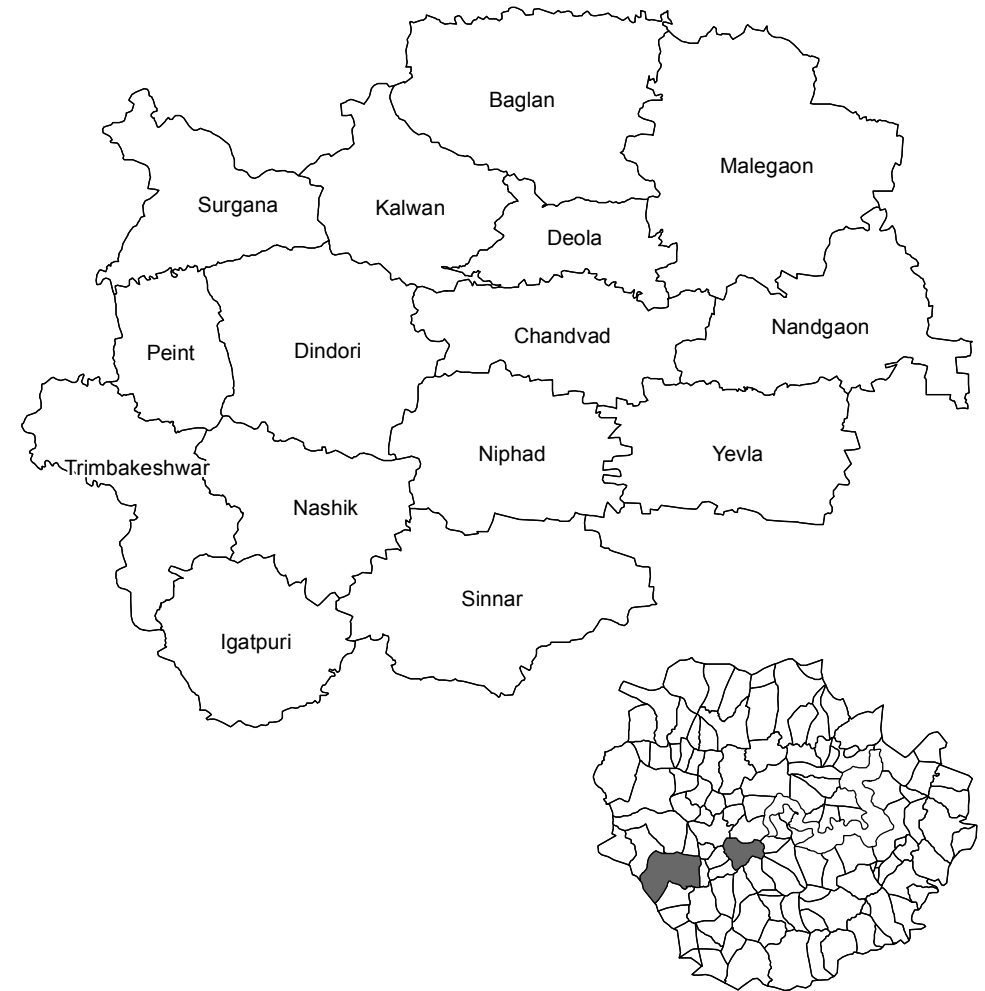 Baglan
Malegaon
Surgana
Kalwan
Deola
Nandgaon
Chandvad
Peint
Dindori
Niphad
Yevla
Trimbakeshwar
Nashik
Sinnar
Igatpuri